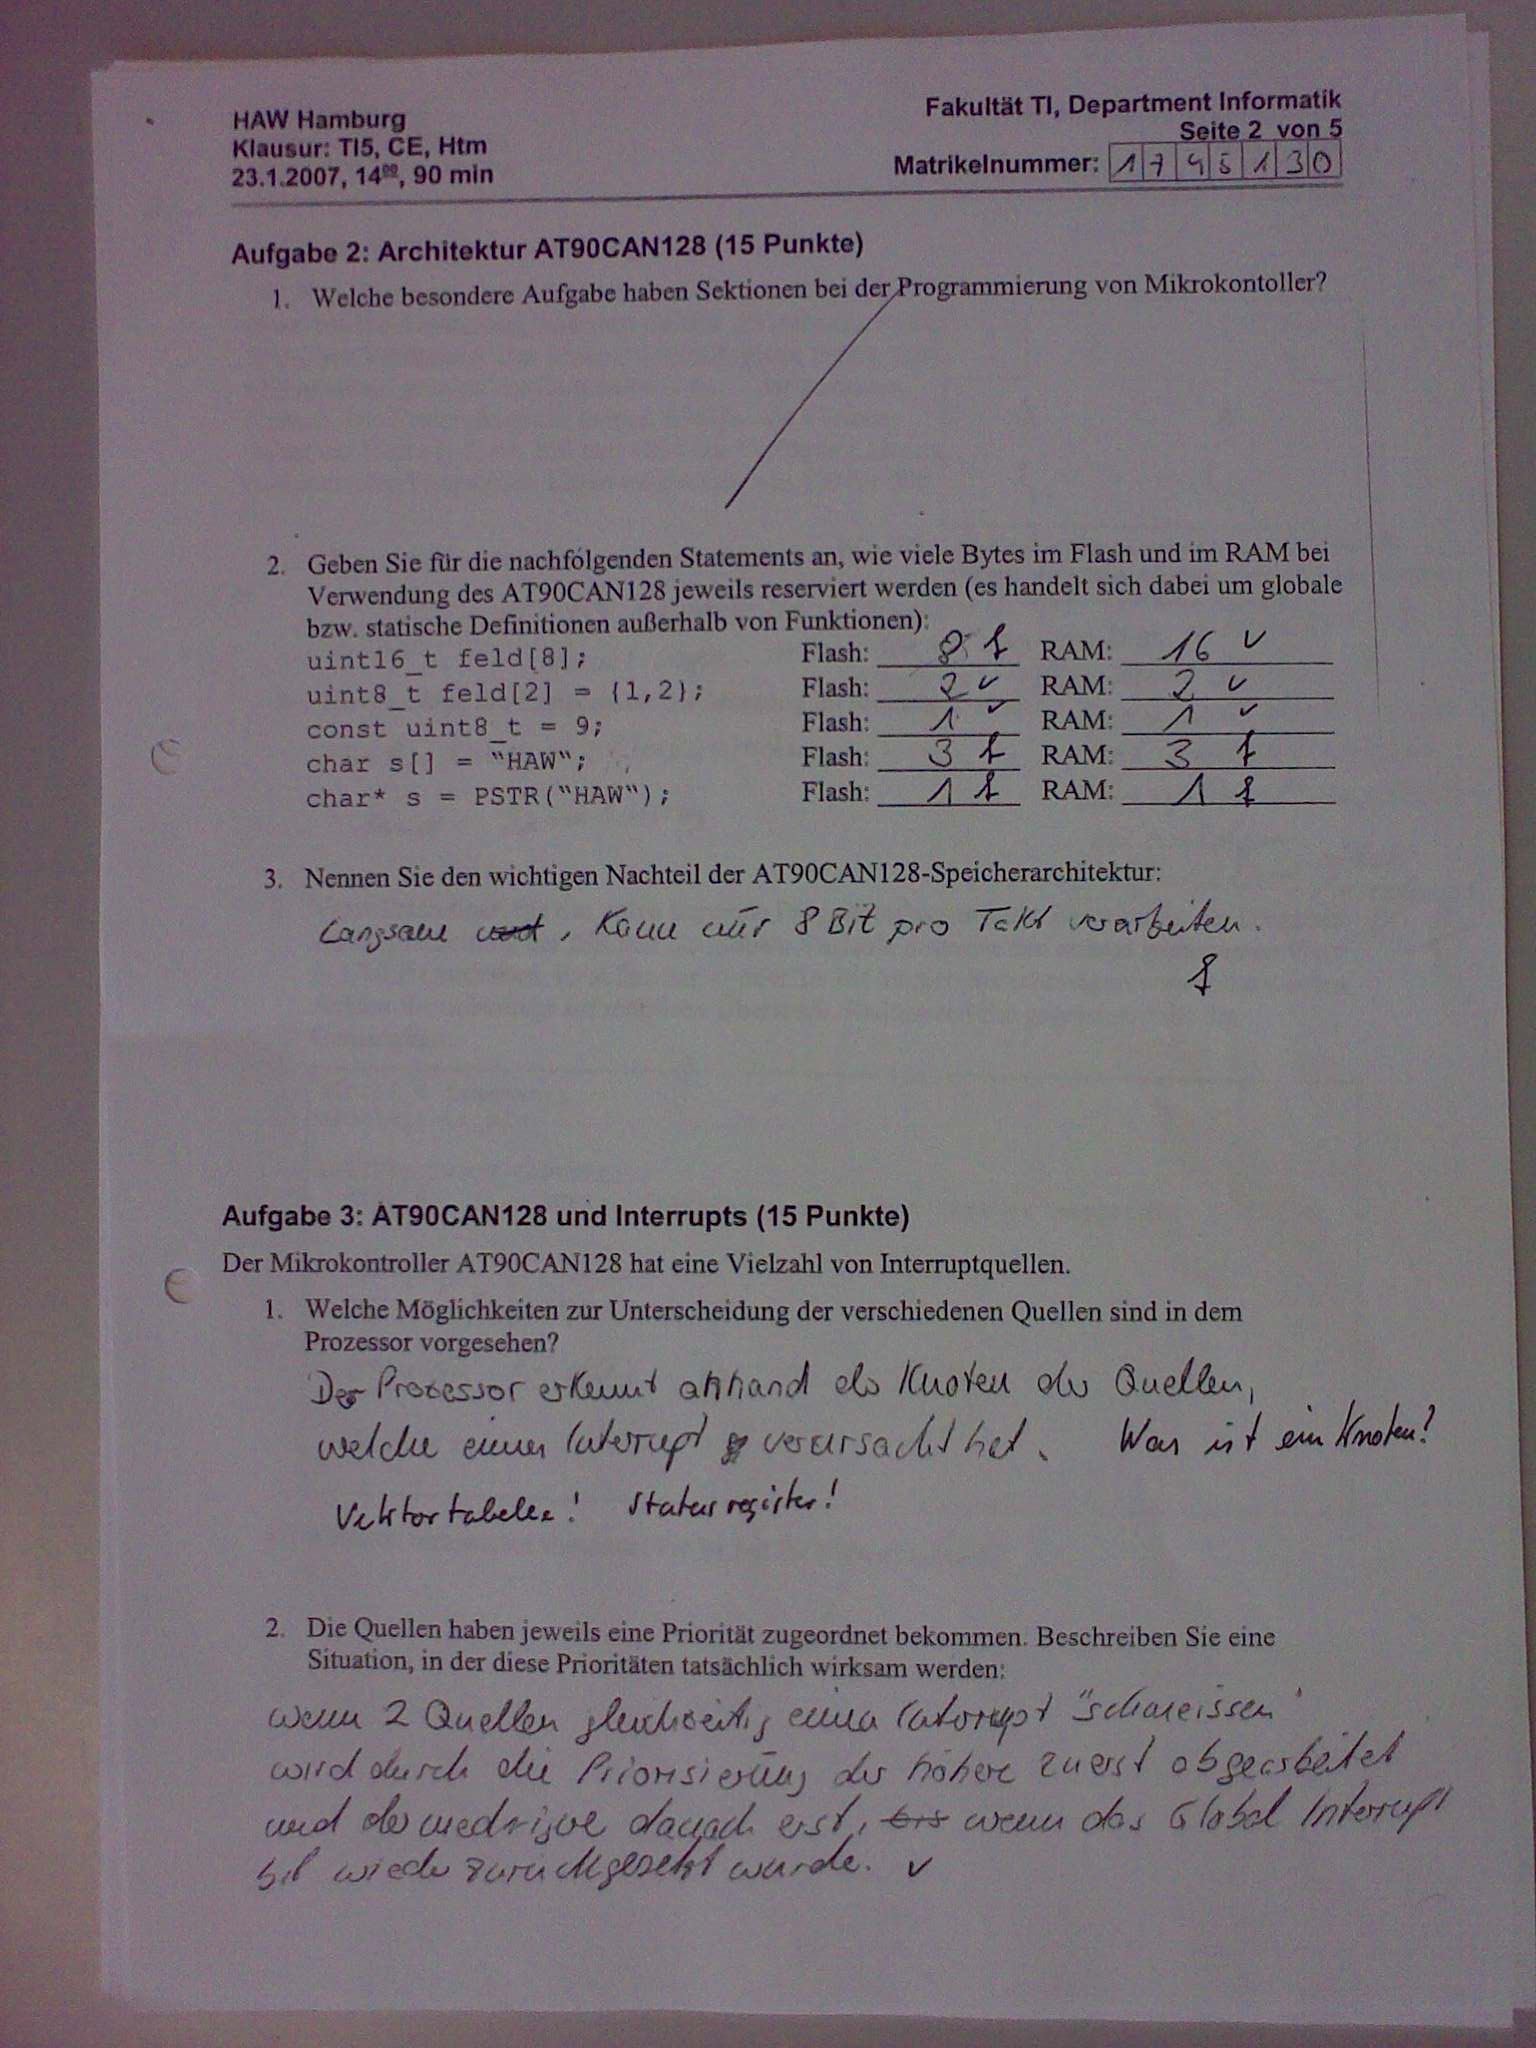 HAW Hamburg
Klausur: TI5, CE, Htm
23.1.2007, 14⁰⁰, 90 min
Fakultät TI, Department Informatik
Seite 2 von 5
Matrikelnummer: 1 7 4 5 1 3 0
Aufgabe 2: Architektur AT90CAN128 (15 Punkte)
1. Welche besondere Aufgabe haben Sektionen bei der Programmierung von Mikrokontoller?
2. Geben Sie für die nachfolgenden Statements an, wie viele Bytes im Flash und im RAM bei
Verwendung des AT90CAN128 jeweils reserviert werden (es handelt sich dabei um globale
bzw. statische Definitionen außerhalb von Funktionen):
uint16_t feld[8]; Flash: 8 f RAM: 16 ✓
uint8_t feld[2] = {1,2}; Flash: 2 ✓ RAM: 2 ✓
const uint8_t = 9; Flash: 1 ✓ RAM: 1 ✓
char s[] = "HAW"; Flash: 3 f RAM: 3 f
char* s = PSTR("HAW"); Flash: 1 f RAM: 1 f
3. Nennen Sie den wichtigen Nachteil der AT90CAN128-Speicherarchitektur:
Langsam, Kann nur 8 Bit pro Takt verarbeiten.
f
Aufgabe 3: AT90CAN128 und Interrupts (15 Punkte)
Der Mikrokontroller AT90CAN128 hat eine Vielzahl von Interruptquellen.
1. Welche Möglichkeiten zur Unterscheidung der verschiedenen Quellen sind in dem
Prozessor vorgesehen?
Der Prozessor erkennt anhand des Knoten der Quellen,
welche einen Interrupt verursacht hat. Was ist ein Knoten?
Vektortabelle! Statusregister!
2. Die Quellen haben jeweils eine Priorität zugeordnet bekommen. Beschreiben Sie eine
Situation, in der diese Prioritäten tatsächlich wirksam werden:
wenn 2 Quellen gleichzeitig einen Interrupt "schmeissen"
wird durch die Priorisierung der höhere zuerst abgearbeitet
und der niedrigere danach erst, wenn das Global Interrupt
bit wieder zurückgesetzt wurde. ✓